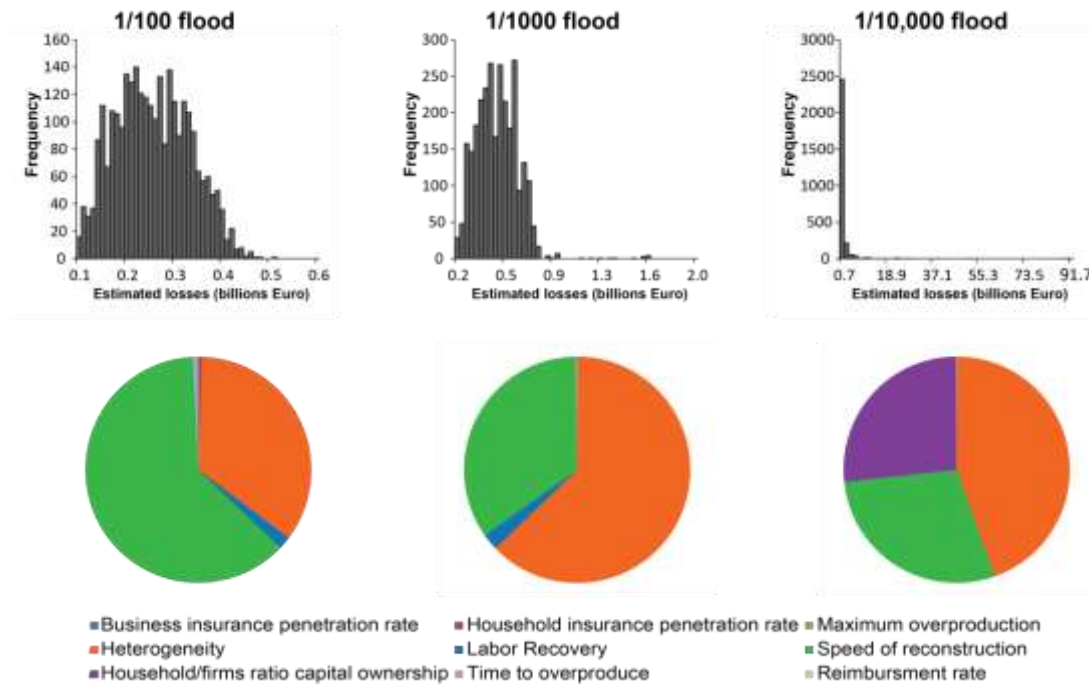 1/100 flood
1/1000 flood
1/10,000 flood
160
140
120
100
80
60
40
20
0
Frequency
0.1 0.2 0.3 0.4 0.5 0.6
Estimated losses (billions Euro)
300
250
200
150
100
50
0
Frequency
0.2 0.5 0.9 1.3 1.6 2.0
Estimated losses (billions Euro)
3000
2500
2000
1500
1000
500
0
Frequency
0.7 18.9 37.1 55.3 73.5 91.7
Estimated losses (billions Euro)
Business insurance penetration rate Household insurance penetration rate Maximum overproduction
Heterogeneity Labor Recovery Speed of reconstruction
Household/firms ratio capital ownership Time to overproduce Reimbursment rate